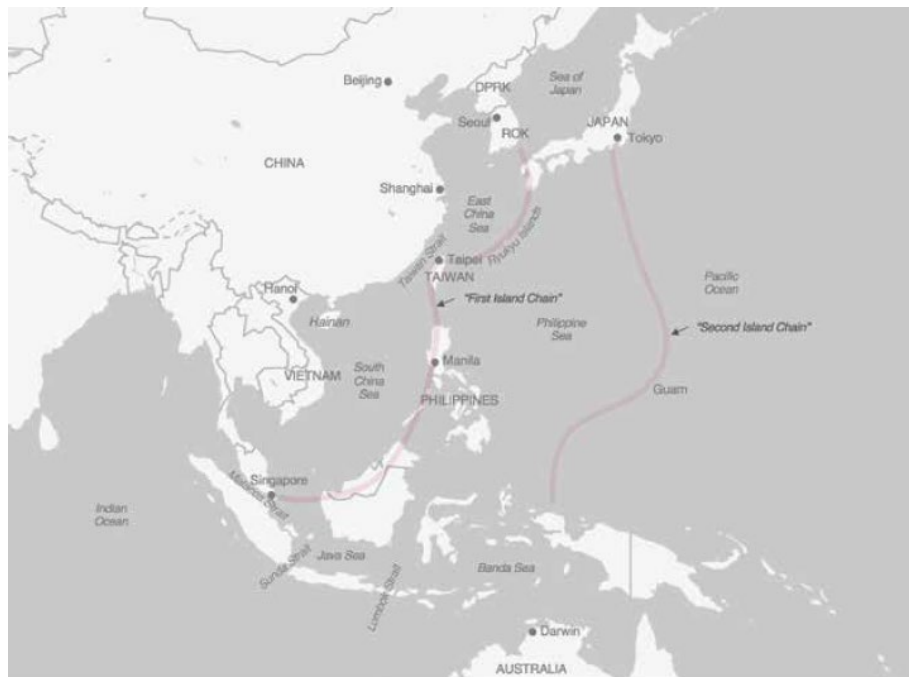 Beijing
DPRK
Sea of
Japan
Seoul
ROK
JAPAN
Tokyo
CHINA
Shanghai
East
China
Sea
Ryukyu Islands
Taiwan Strait
Taipei
TAIWAN
Pacific
Ocean
Hanoi
"First Island Chain"
Hainan
Philippine
Sea
"Second Island Chain"
Manila
VIETNAM
South
China
Sea
Guam
PHILIPPINES
Singapore
Malacca Strait
Indian
Ocean
Java Sea
Sunda Strait
Banda Sea
Lombok Strait
Darwin
AUSTRALIA